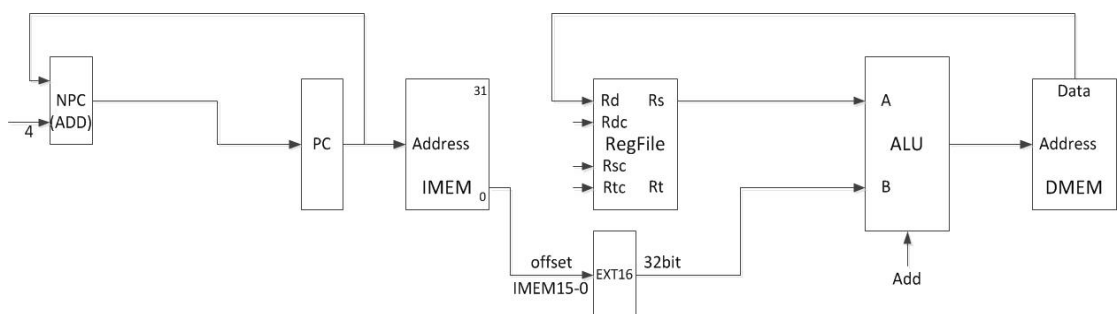 NPC
(ADD)
4
PC
31
Address
IMEM
0
offset
IMEM15-0
EXT16
32bit
Rd Rs
Rdc
RegFile
Rsc
Rtc Rt
A
ALU
B
Add
Data
Address
DMEM